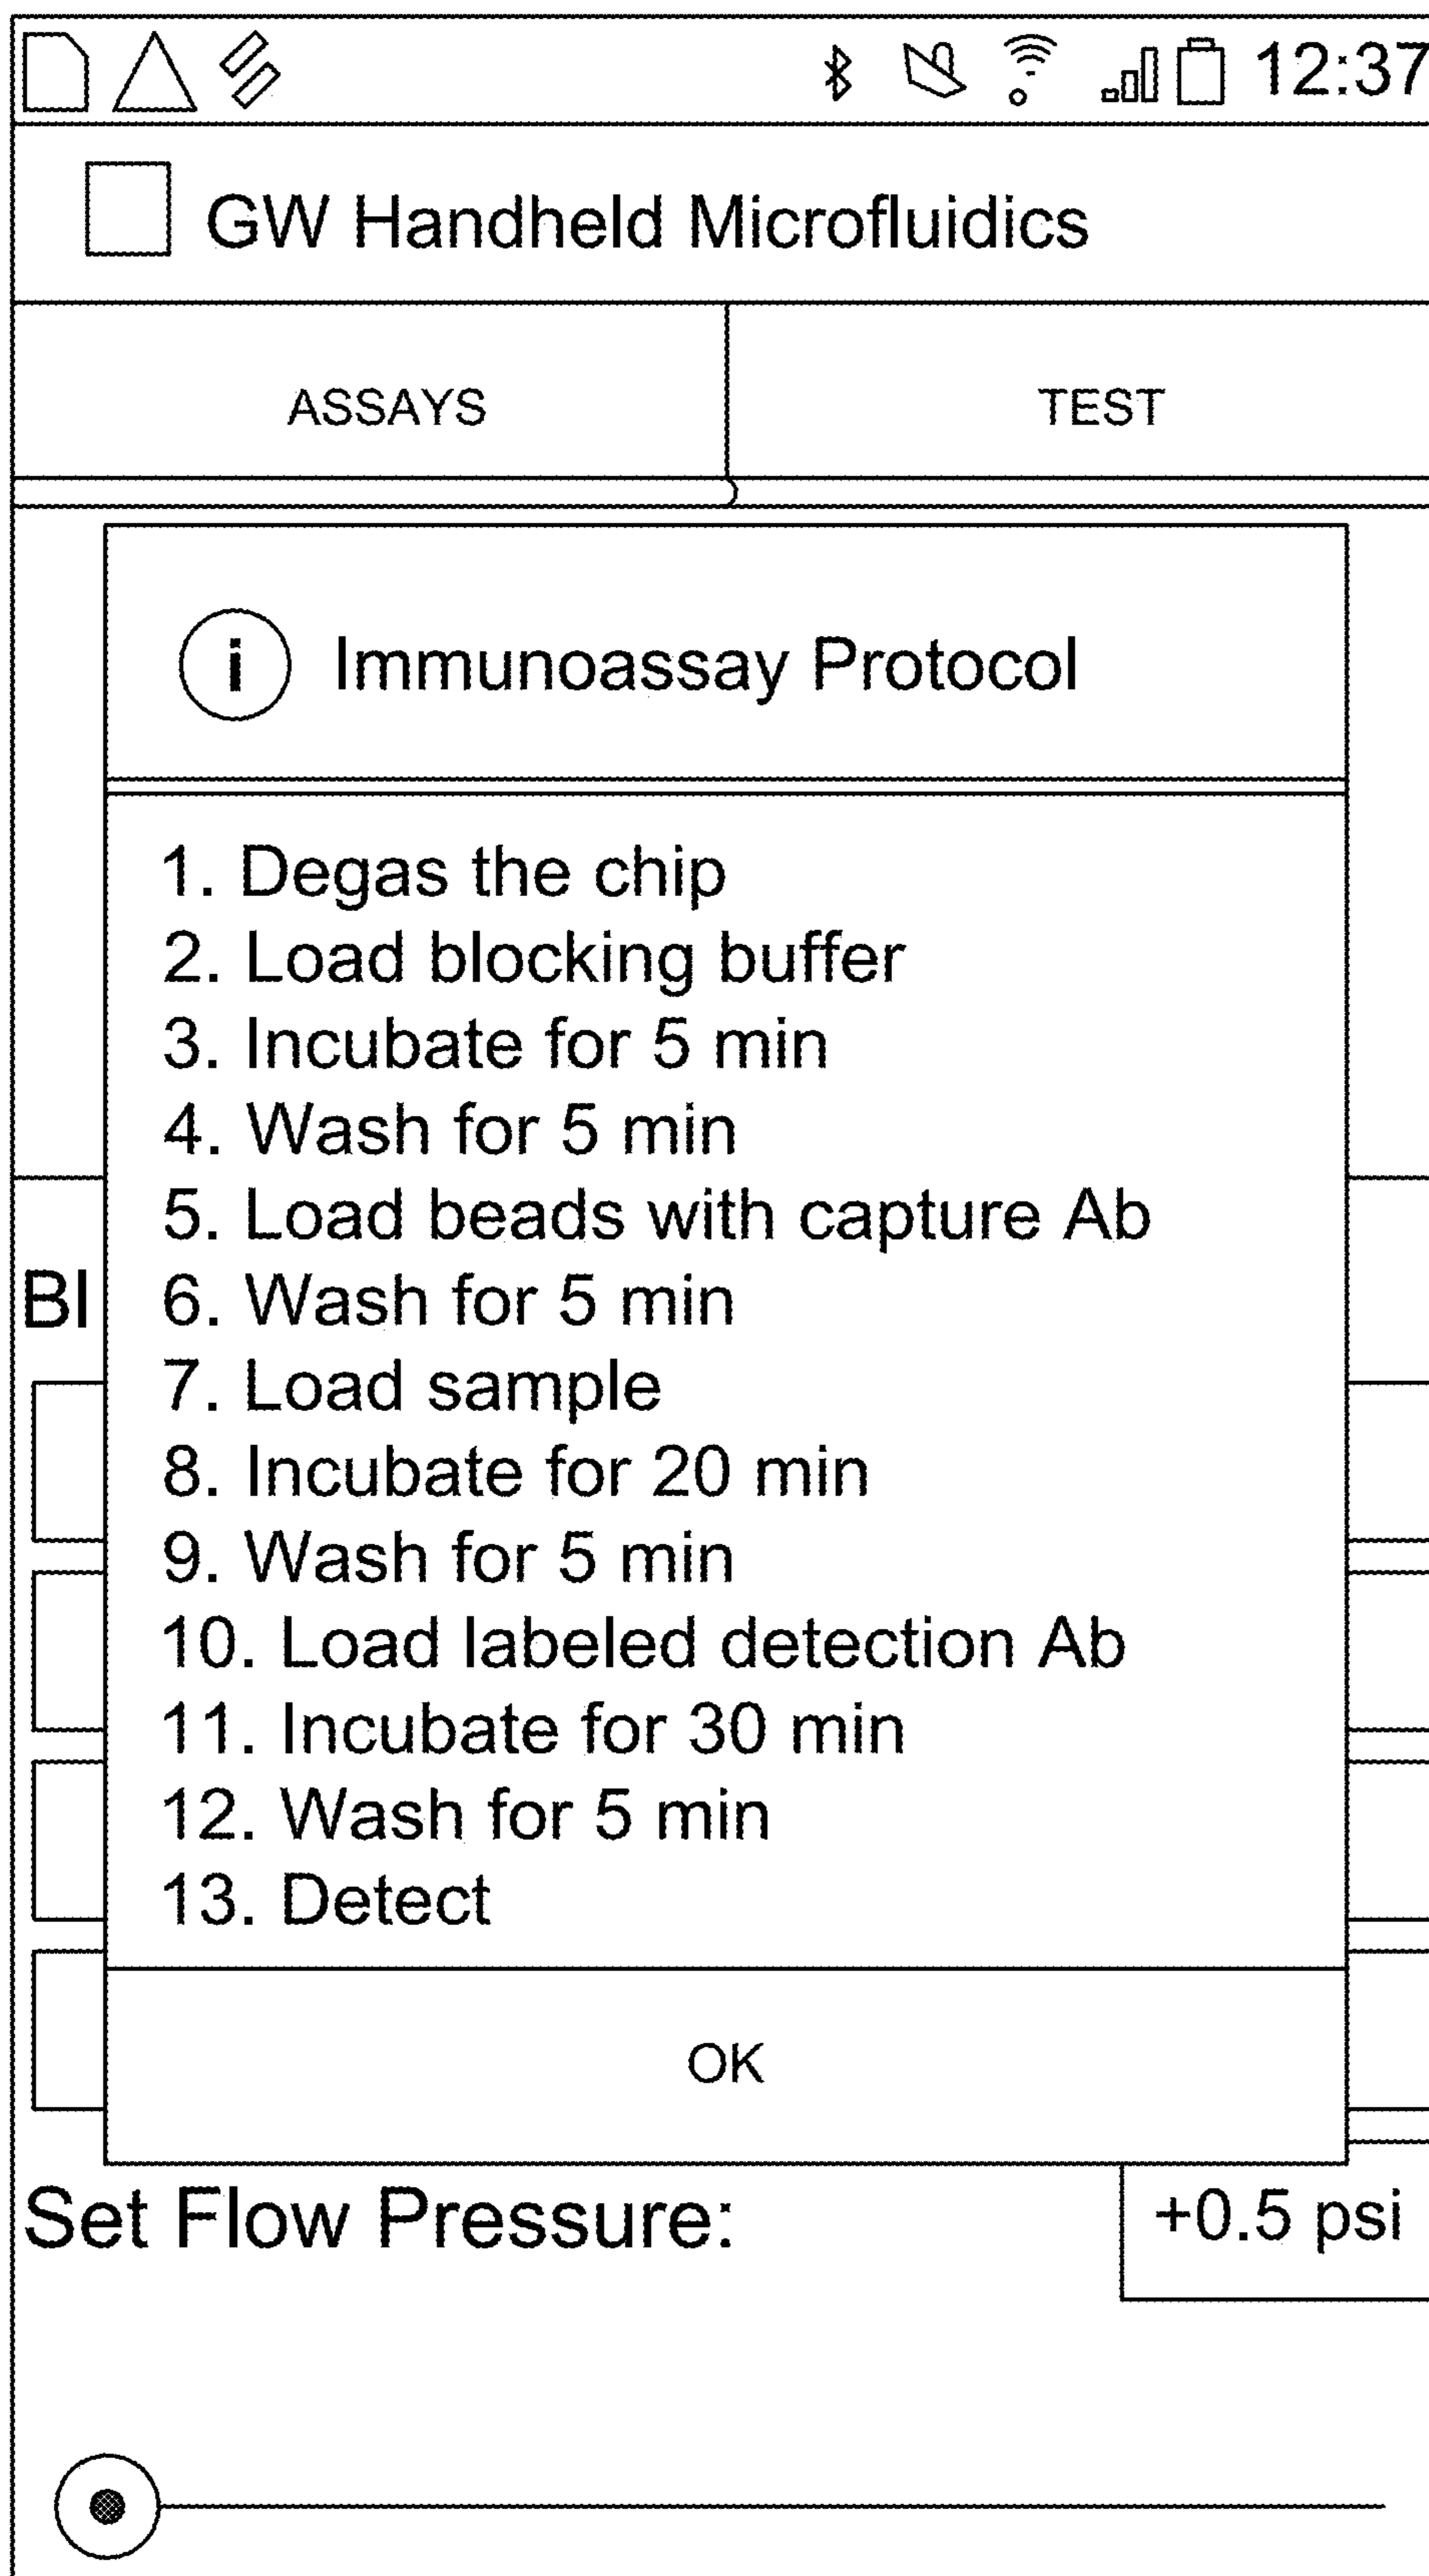 12:37
GW Handheld Microfluidics
ASSAYS TEST
i Immunoassay Protocol
1. Degas the chip
2. Load blocking buffer
3. Incubate for 5 min
4. Wash for 5 min
5. Load beads with capture Ab
Bl
6. Wash for 5 min
7. Load sample
8. Incubate for 20 min
9. Wash for 5 min
10. Load labeled detection Ab
11. Incubate for 30 min
12. Wash for 5 min
13. Detect
OK
Set Flow Pressure: +0.5 psi